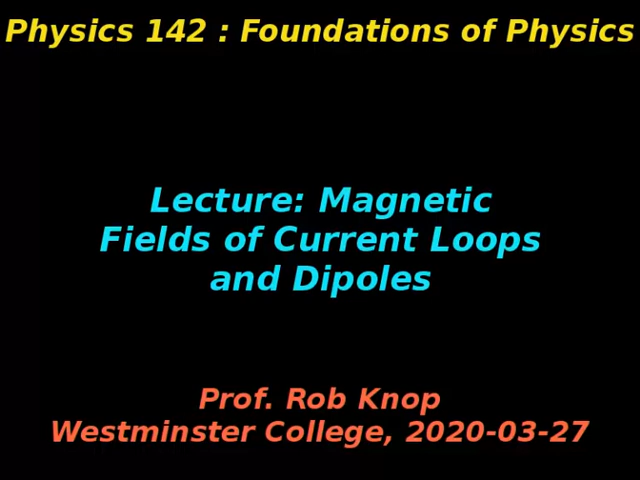 Physics 142 : Foundations of Physics
Lecture: Magnetic
Fields of Current Loops
and Dipoles
Prof. Rob Knop
Westminster College, 2020-03-27